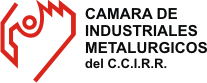 CAMARA DE
INDUSTRIALES
METALURGICOS
del C.C.I.R.R.